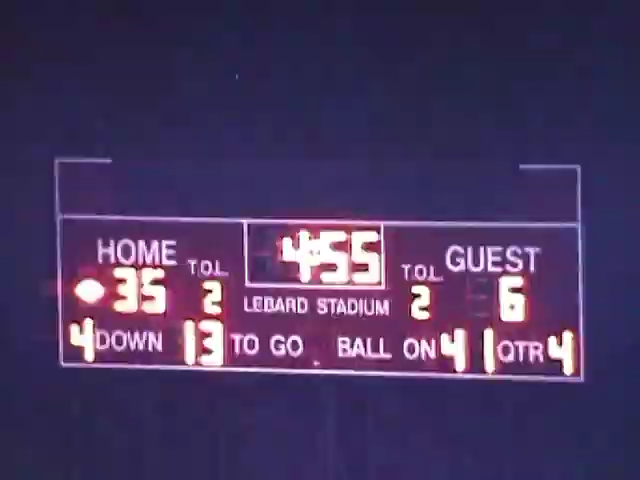 HOME 4:55 GUEST
T.O.L. T.O.L.
35 2 LEBARD STADIUM 2 6
4 DOWN 13 TO GO BALL ON 41 QTR 4